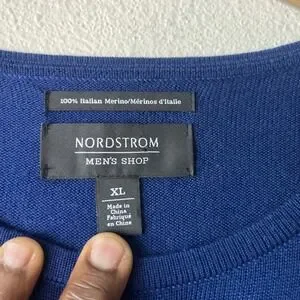 100% Italian Merino/Mérinos d'Italie
NORDSTROM
MEN'S SHOP
XL
Made in
China
Fabriqué
en Chine